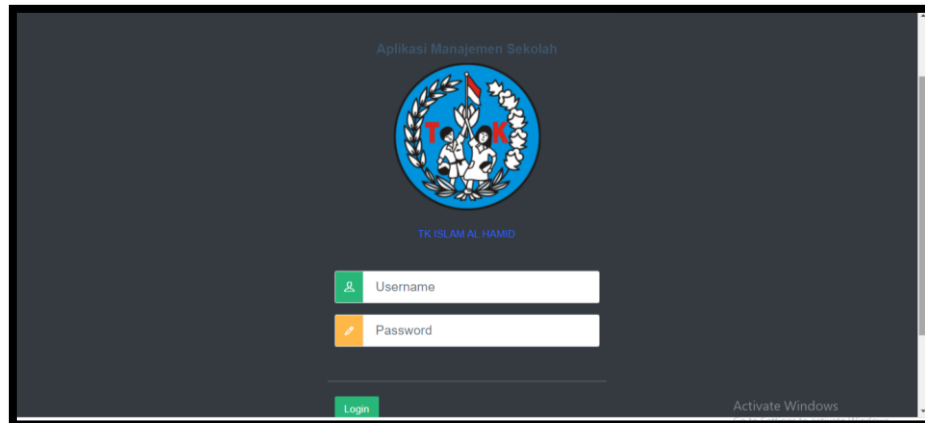 Aplikasi Manajemen Sekolah
T K
TK ISLAM AL HAMID
Username
Password
Login
Activate Windows